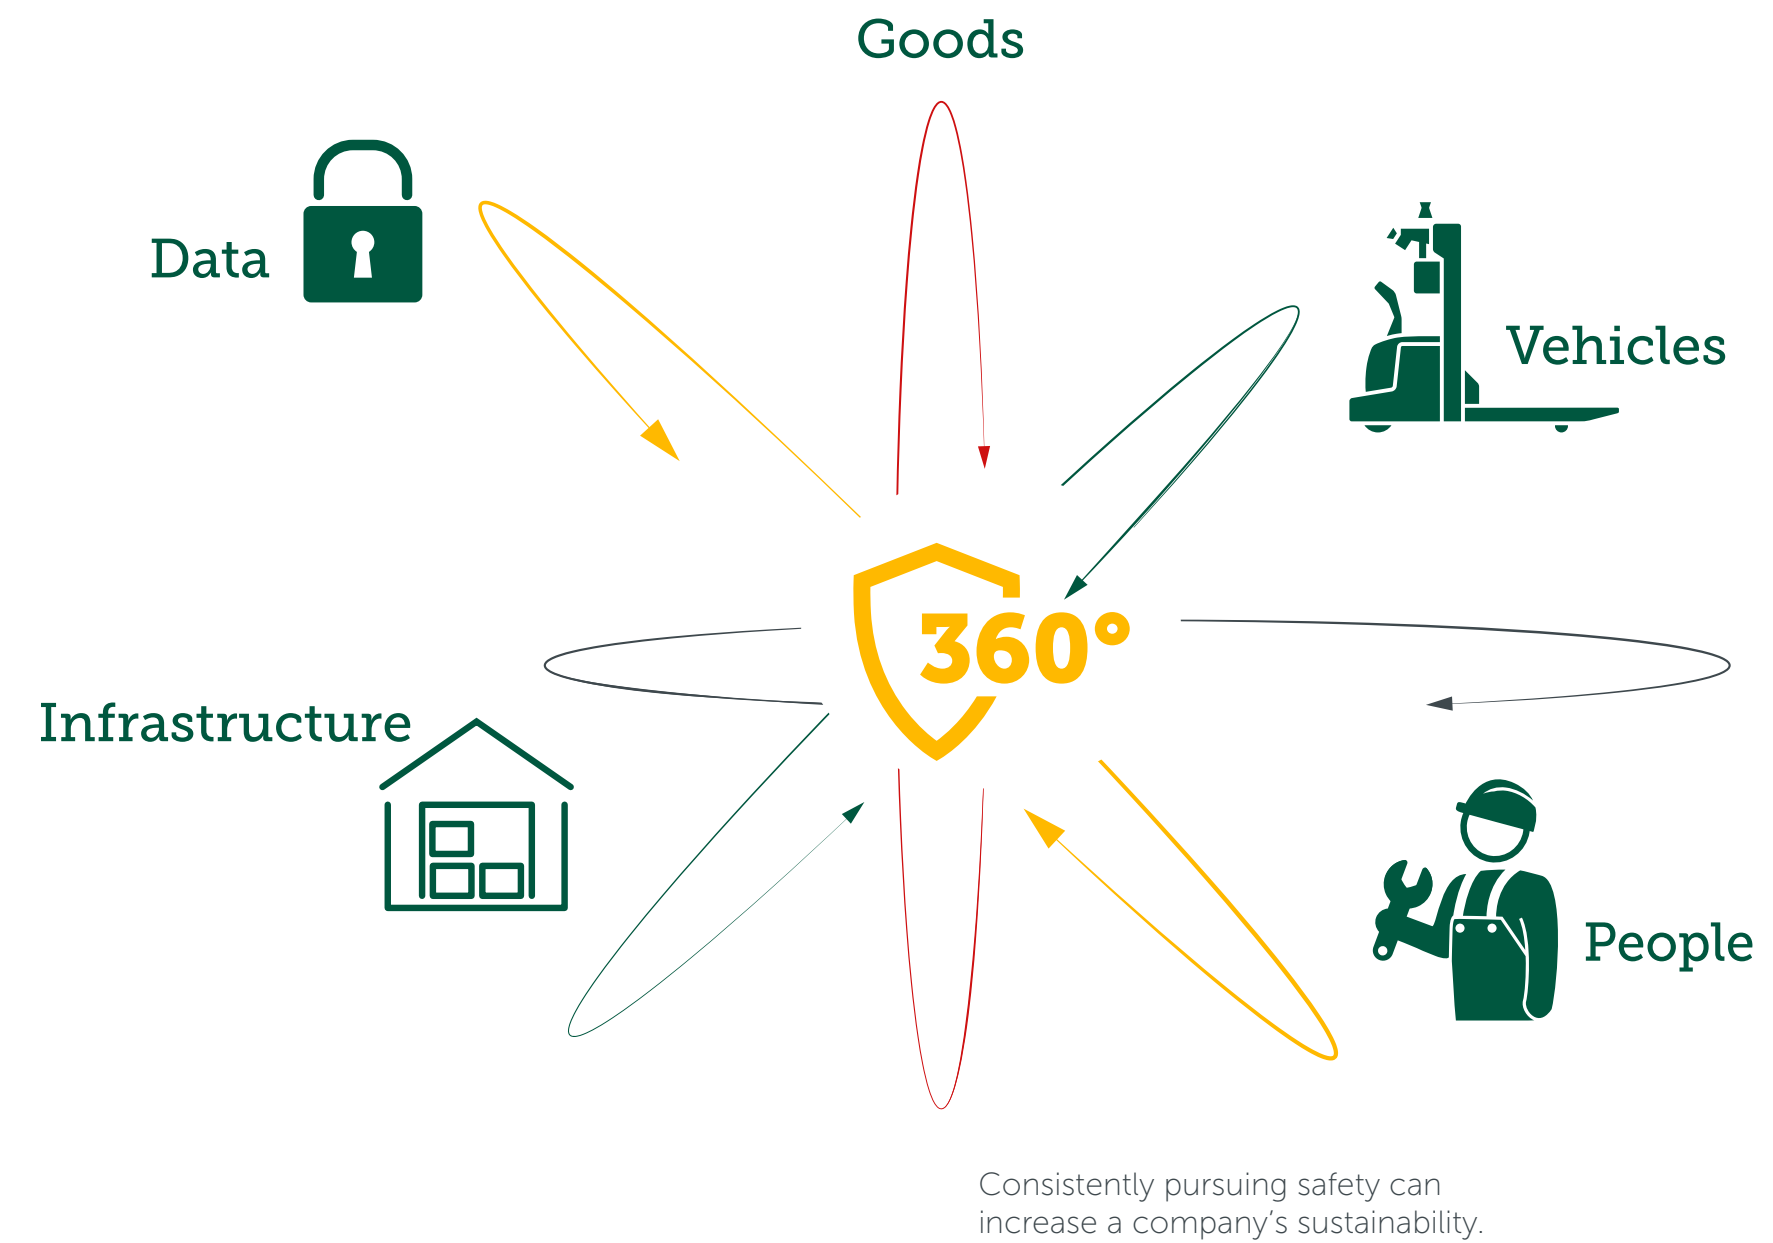 Goods
Data
Vehicles
360°
Infrastructure
People
Consistently pursuing safety can
increase a company’s sustainability.